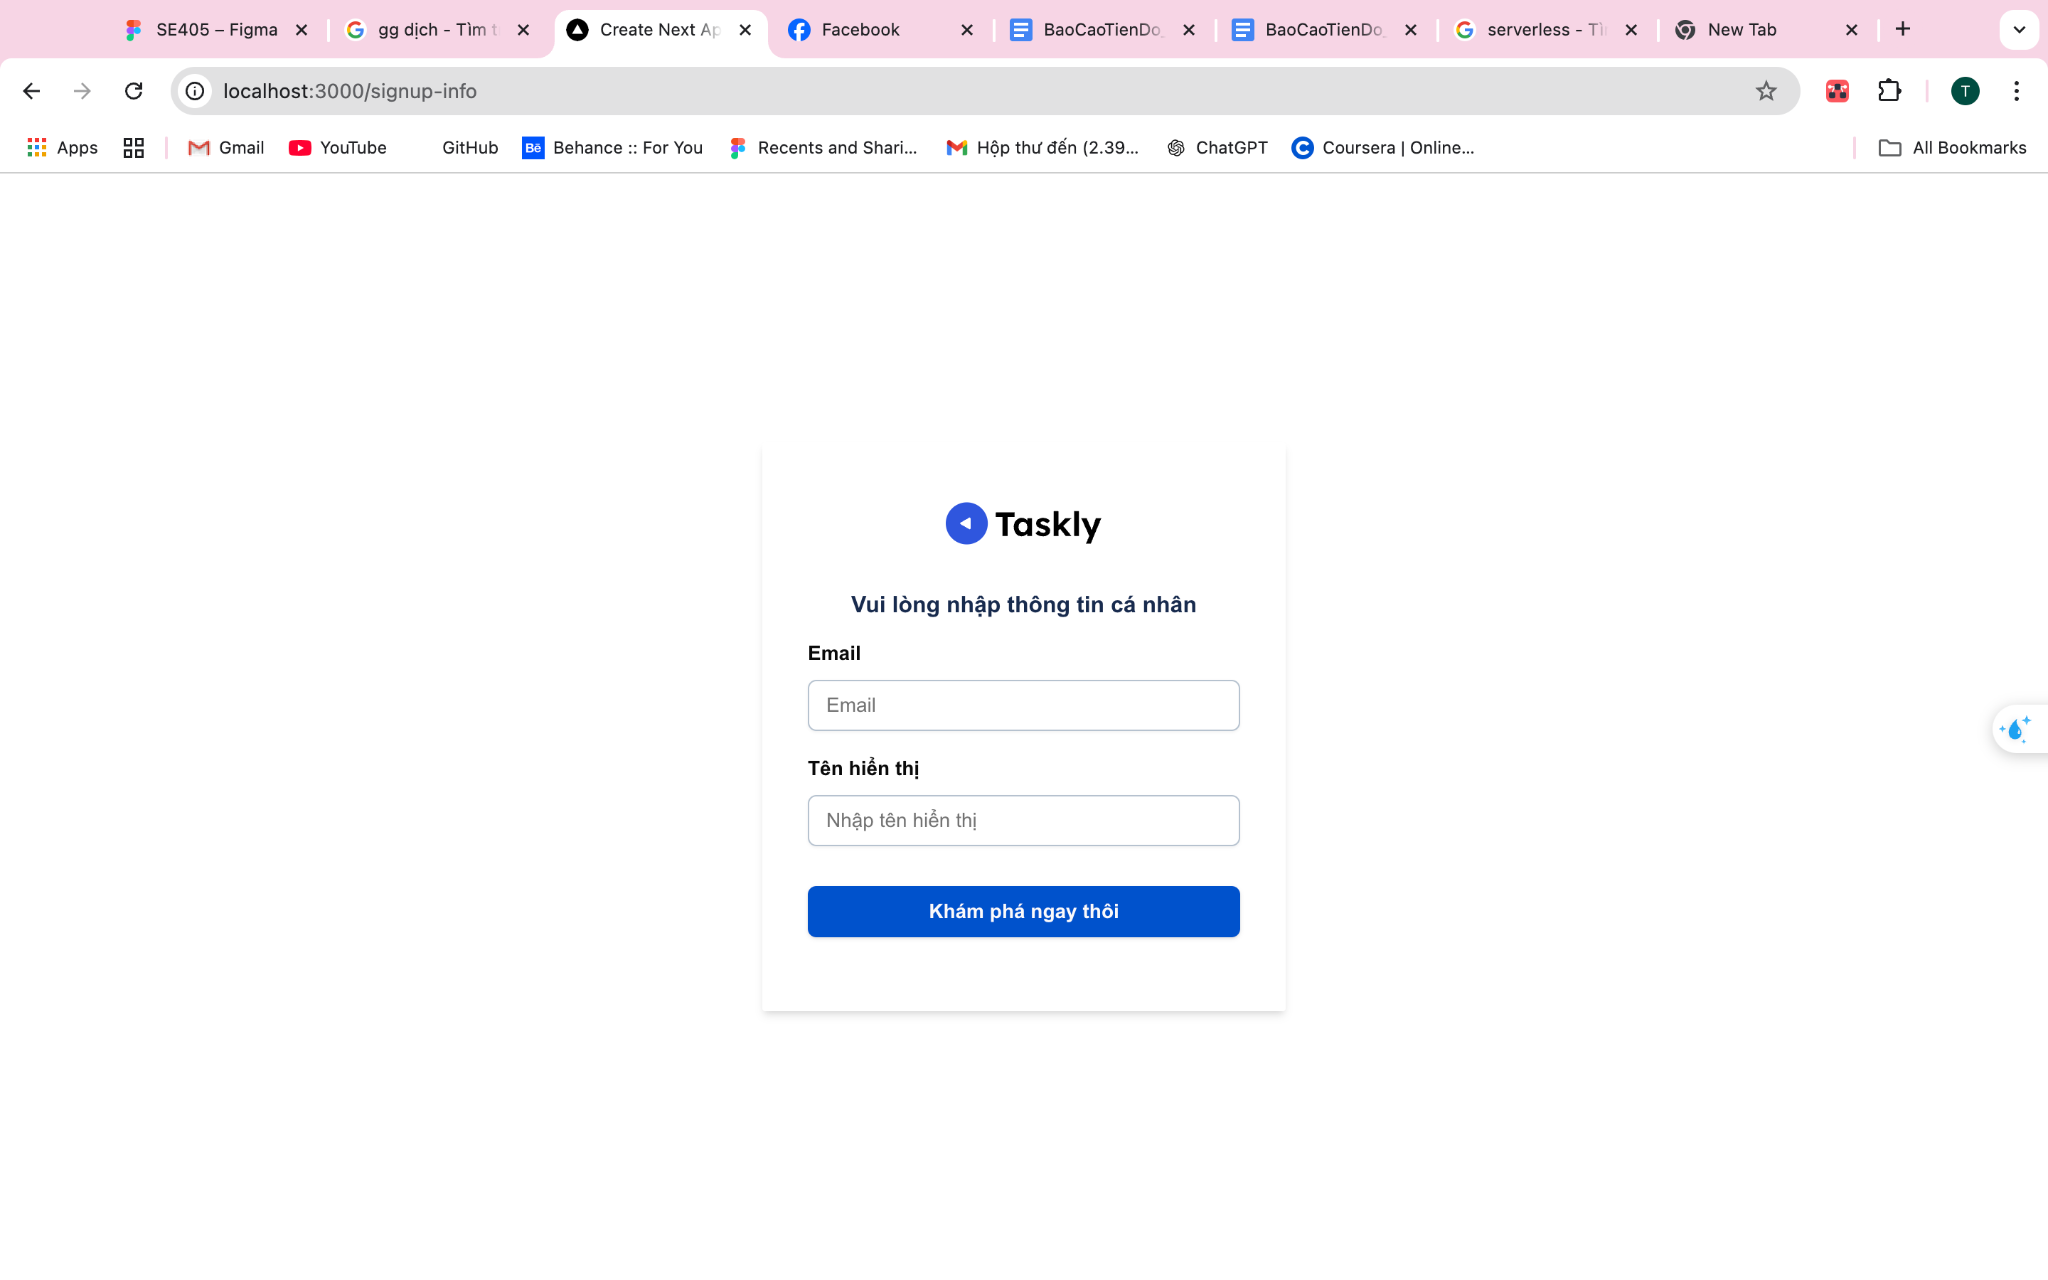 SE405 – Figma
gg dịch - Tìm t
Create Next Ap
Facebook
BaoCaoTienDo_
BaoCaoTienDo_
serverless - Tì
New Tab
localhost:3000/signup-info
T
Apps
Gmail
YouTube
GitHub
Bē
Behance :: For You
Recents and Shari...
Hộp thư đến (2.39...
ChatGPT
Coursera | Online...
All Bookmarks
Taskly
Vui lòng nhập thông tin cá nhân
Email
Email
Tên hiển thị
Nhập tên hiển thị
Khám phá ngay thôi